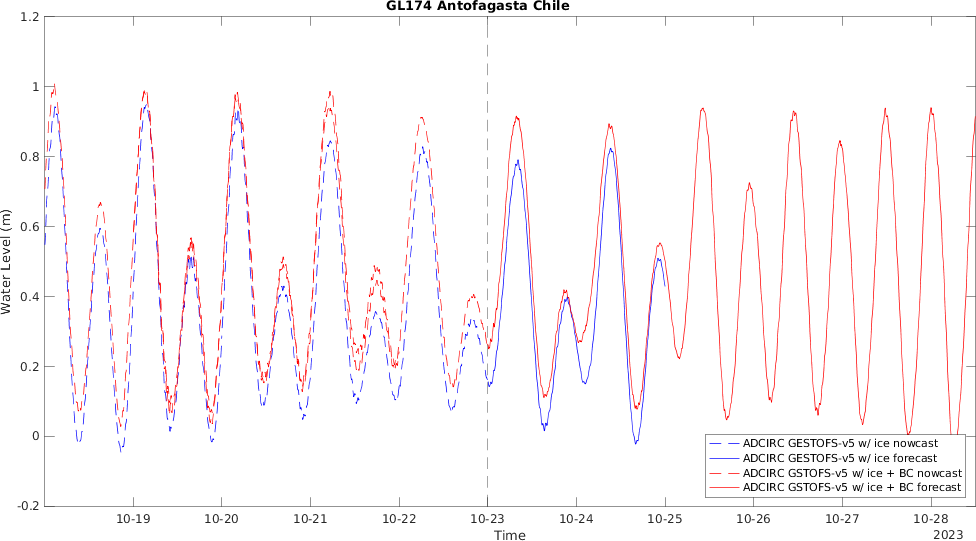 GL174 Antofagasta Chile
1.2
1
0.8
0.6
0.4
0.2
0
-0.2
Water Level (m)
ADCIRC GESTOFS-v5 w/ ice nowcast
ADCIRC GESTOFS-v5 w/ ice forecast
ADCIRC GSTOFS-v5 w/ ice + BC nowcast
ADCIRC GSTOFS-v5 w/ ice + BC forecast
10-19 10-20 10-21 10-22 10-23 10-24 10-25 10-26 10-27 10-28
Time
2023